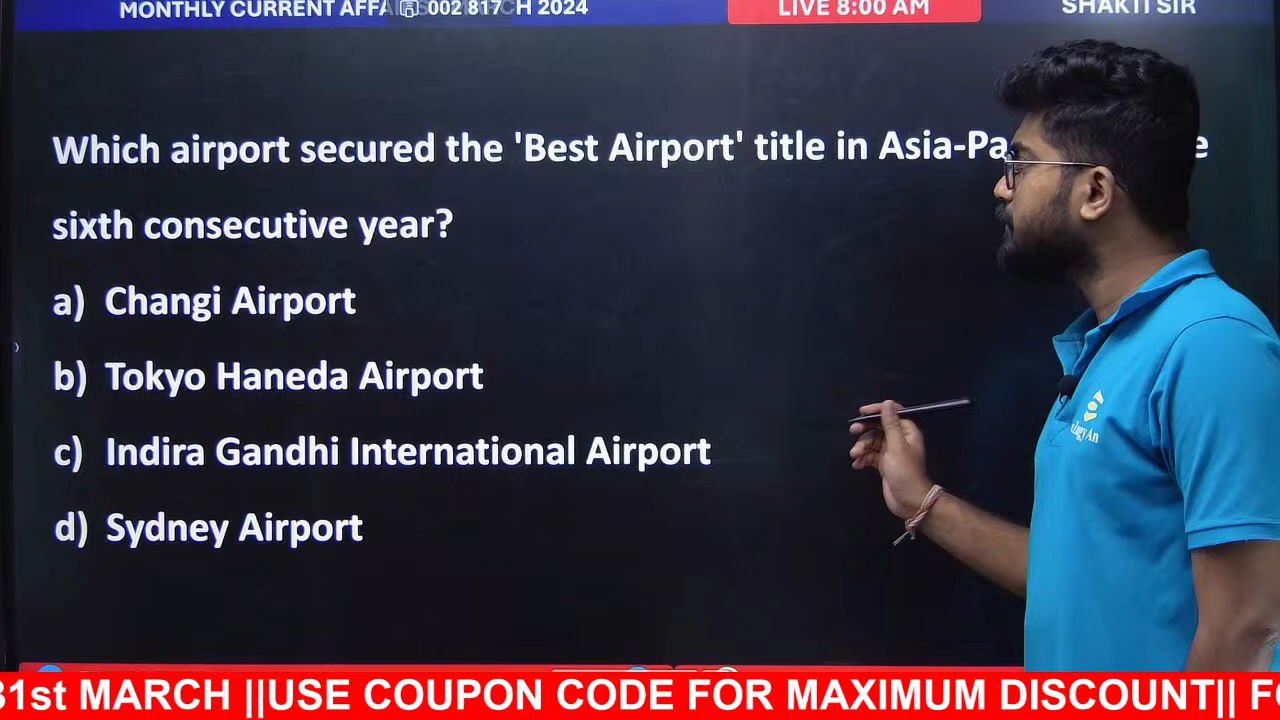 MONTHLY CURRENT AFFA
002 817
CH 2024
LIVE 8:00 AM
SHAKTI SIR
Which airport secured the 'Best Airport' title in Asia-Pa
sixth consecutive year?
a) Changi Airport
b) Tokyo Haneda Airport
c) Indira Gandhi International Airport
d) Sydney Airport
31st MARCH ||USE COUPON CODE FOR MAXIMUM DISCOUNT|| FO